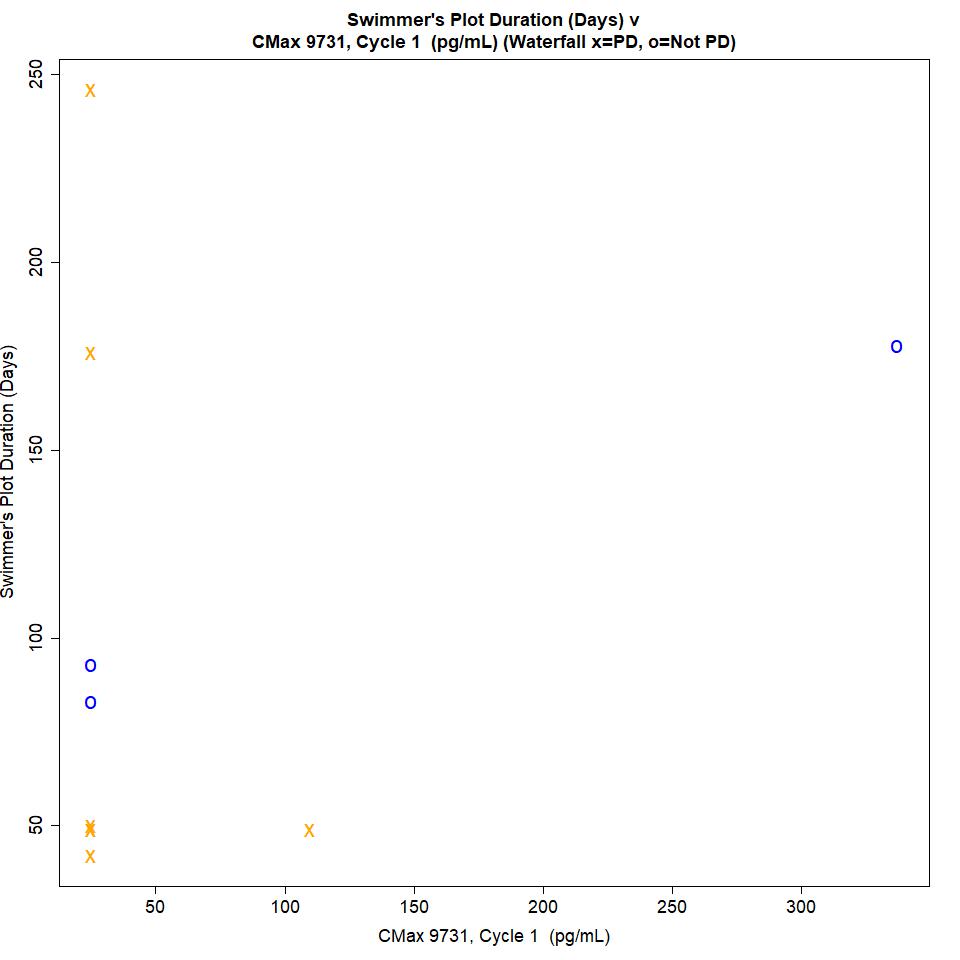 Swimmer's Plot Duration (Days) v
CMax 9731, Cycle 1  (pg/mL) (Waterfall x=PD, o=Not PD)
Swimmer's Plot Duration (Days)
250
200
150
100
50
X
X
O
O
O
X
X
X
X
50
100
150
200
250
300
CMax 9731, Cycle 1  (pg/mL)